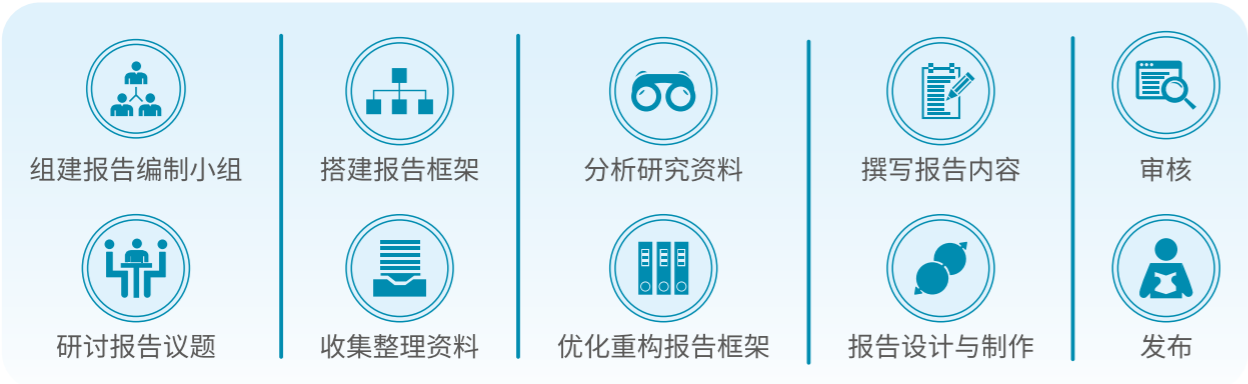 组建报告编制小组
搭建报告框架
分析研究资料
撰写报告内容
审核
研讨报告议题
收集整理资料
优化重构报告框架
报告设计与制作
发布